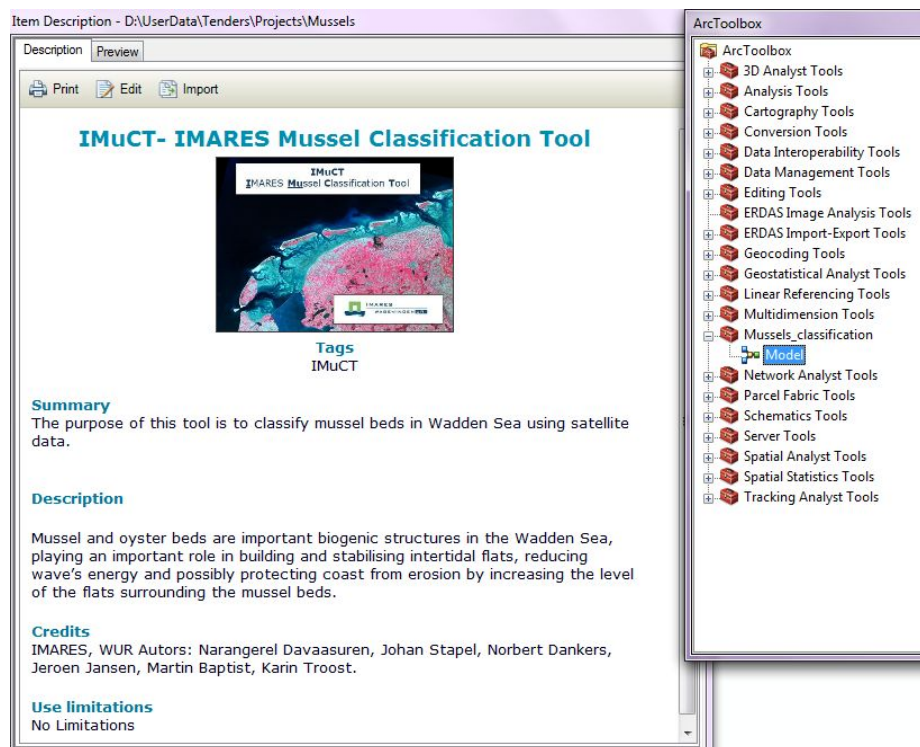 Item Description - D:\UserData\Tenders\Projects\Mussels
Description
Preview
Print
Edit
Import
IMuCT- IMARES Mussel Classification Tool
IMuCT
IMARES Mussel Classification Tool
IMARES
WAGENINGEN UR
Tags
IMuCT
Summary
The purpose of this tool is to classify mussel beds in Wadden Sea using satellite
data.
Description
Mussel and oyster beds are important biogenic structures in the Wadden Sea,
playing an important role in building and stabilising intertidal flats, reducing
wave's energy and possibly protecting coast from erosion by increasing the level
of the flats surrounding the mussel beds.
Credits
IMARES, WUR Autors: Narangerel Davaasuren, Johan Stapel, Norbert Dankers,
Jeroen Jansen, Martin Baptist, Karin Troost.
Use limitations
No Limitations
ArcToolbox
ArcToolbox
3D Analyst Tools
Analysis Tools
Cartography Tools
Conversion Tools
Data Interoperability Tools
Data Management Tools
Editing Tools
ERDAS Image Analysis Tools
ERDAS Import-Export Tools
Geocoding Tools
Geostatistical Analyst Tools
Linear Referencing Tools
Multidimension Tools
Mussels_classification
Model
Network Analyst Tools
Parcel Fabric Tools
Schematics Tools
Server Tools
Spatial Analyst Tools
Spatial Statistics Tools
Tracking Analyst Tools